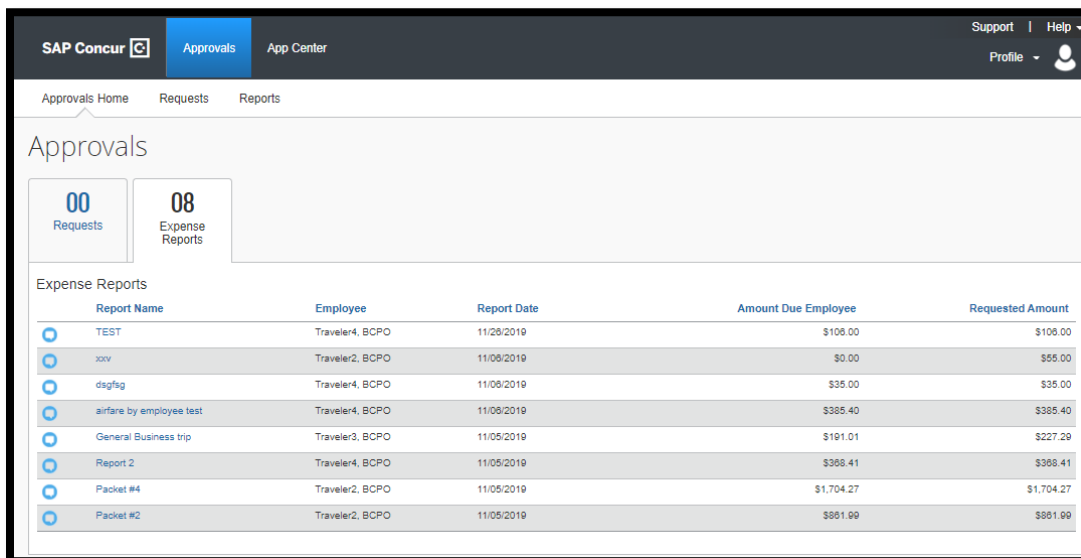 Support | Help
SAP Concur C Approvals App Center
Profile
Approvals Home Requests Reports
Approvals
00 08
Requests Expense
Reports
Expense Reports
Report Name Employee Report Date Amount Due Employee Requested Amount
TEST Traveler4, BCPO 11/26/2019 $106.00 $106.00
xxv Traveler2, BCPO 11/06/2019 $0.00 $55.00
dsgfsg Traveler4, BCPO 11/06/2019 $35.00 $35.00
airfare by employee test Traveler4, BCPO 11/06/2019 $385.40 $385.40
General Business trip Traveler3, BCPO 11/05/2019 $191.01 $227.29
Report 2 Traveler4, BCPO 11/05/2019 $368.41 $368.41
Packet #4 Traveler2, BCPO 11/05/2019 $1,704.27 $1,704.27
Packet #2 Traveler2, BCPO 11/05/2019 $861.99 $861.99